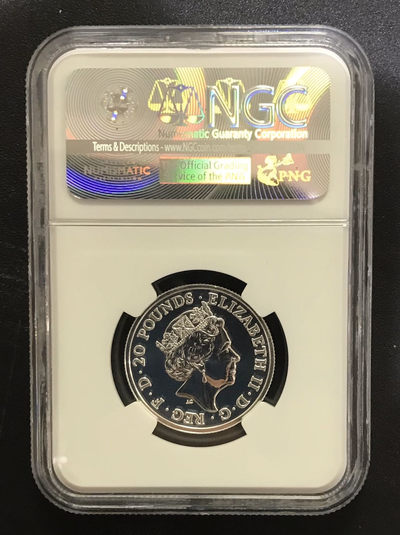 NGC
Numismatic Guaranty Corporation
Terms & Descriptions - www.NGCcoin.com
NUMISMATIC
Official Grading
Service of the ANA
PNG
ELIZABETH II · D · G · REG · F · D · 20 POUNDS ·